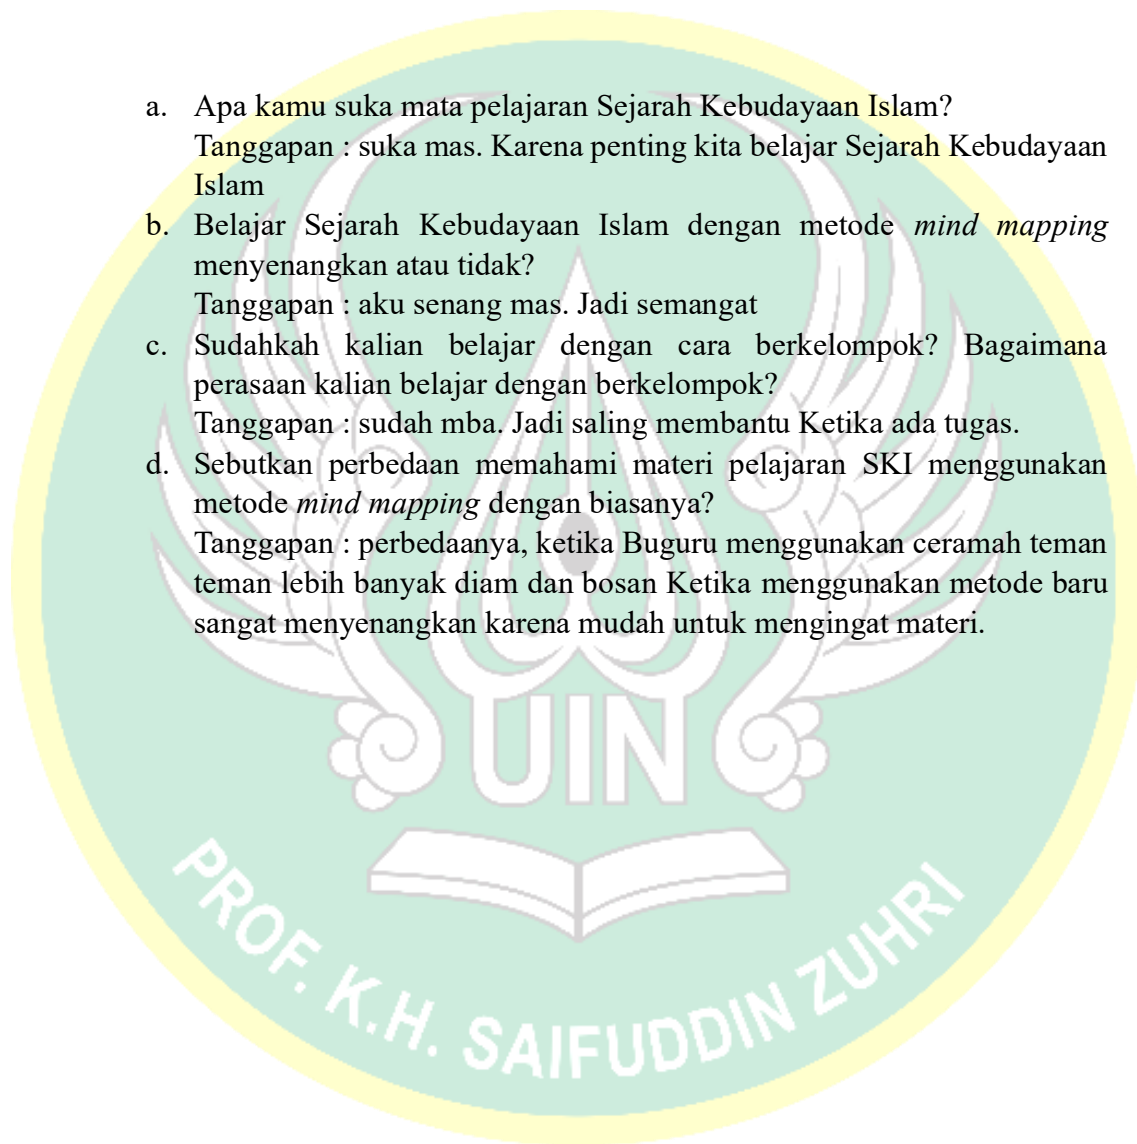 a. Apa kamu suka mata pelajaran Sejarah Kebudayaan Islam?
Tanggapan : suka mas. Karena penting kita belajar Sejarah Kebudayaan
Islam
b. Belajar Sejarah Kebudayaan Islam dengan metode mind mapping
menyenangkan atau tidak?
Tanggapan : aku senang mas. Jadi semangat
c. Sudahkah kalian belajar dengan cara berkelompok? Bagaimana
perasaan kalian belajar dengan berkelompok?
Tanggapan : sudah mba. Jadi saling membantu Ketika ada tugas.
d. Sebutkan perbedaan memahami materi pelajaran SKI menggunakan
metode mind mapping dengan biasanya?
Tanggapan : perbedaanya, ketika Buguru menggunakan ceramah teman
teman lebih banyak diam dan bosan Ketika menggunakan metode baru
sangat menyenangkan karena mudah untuk mengingat materi.
UIN
PROF. K.H. SAIFUDDIN ZUHRI